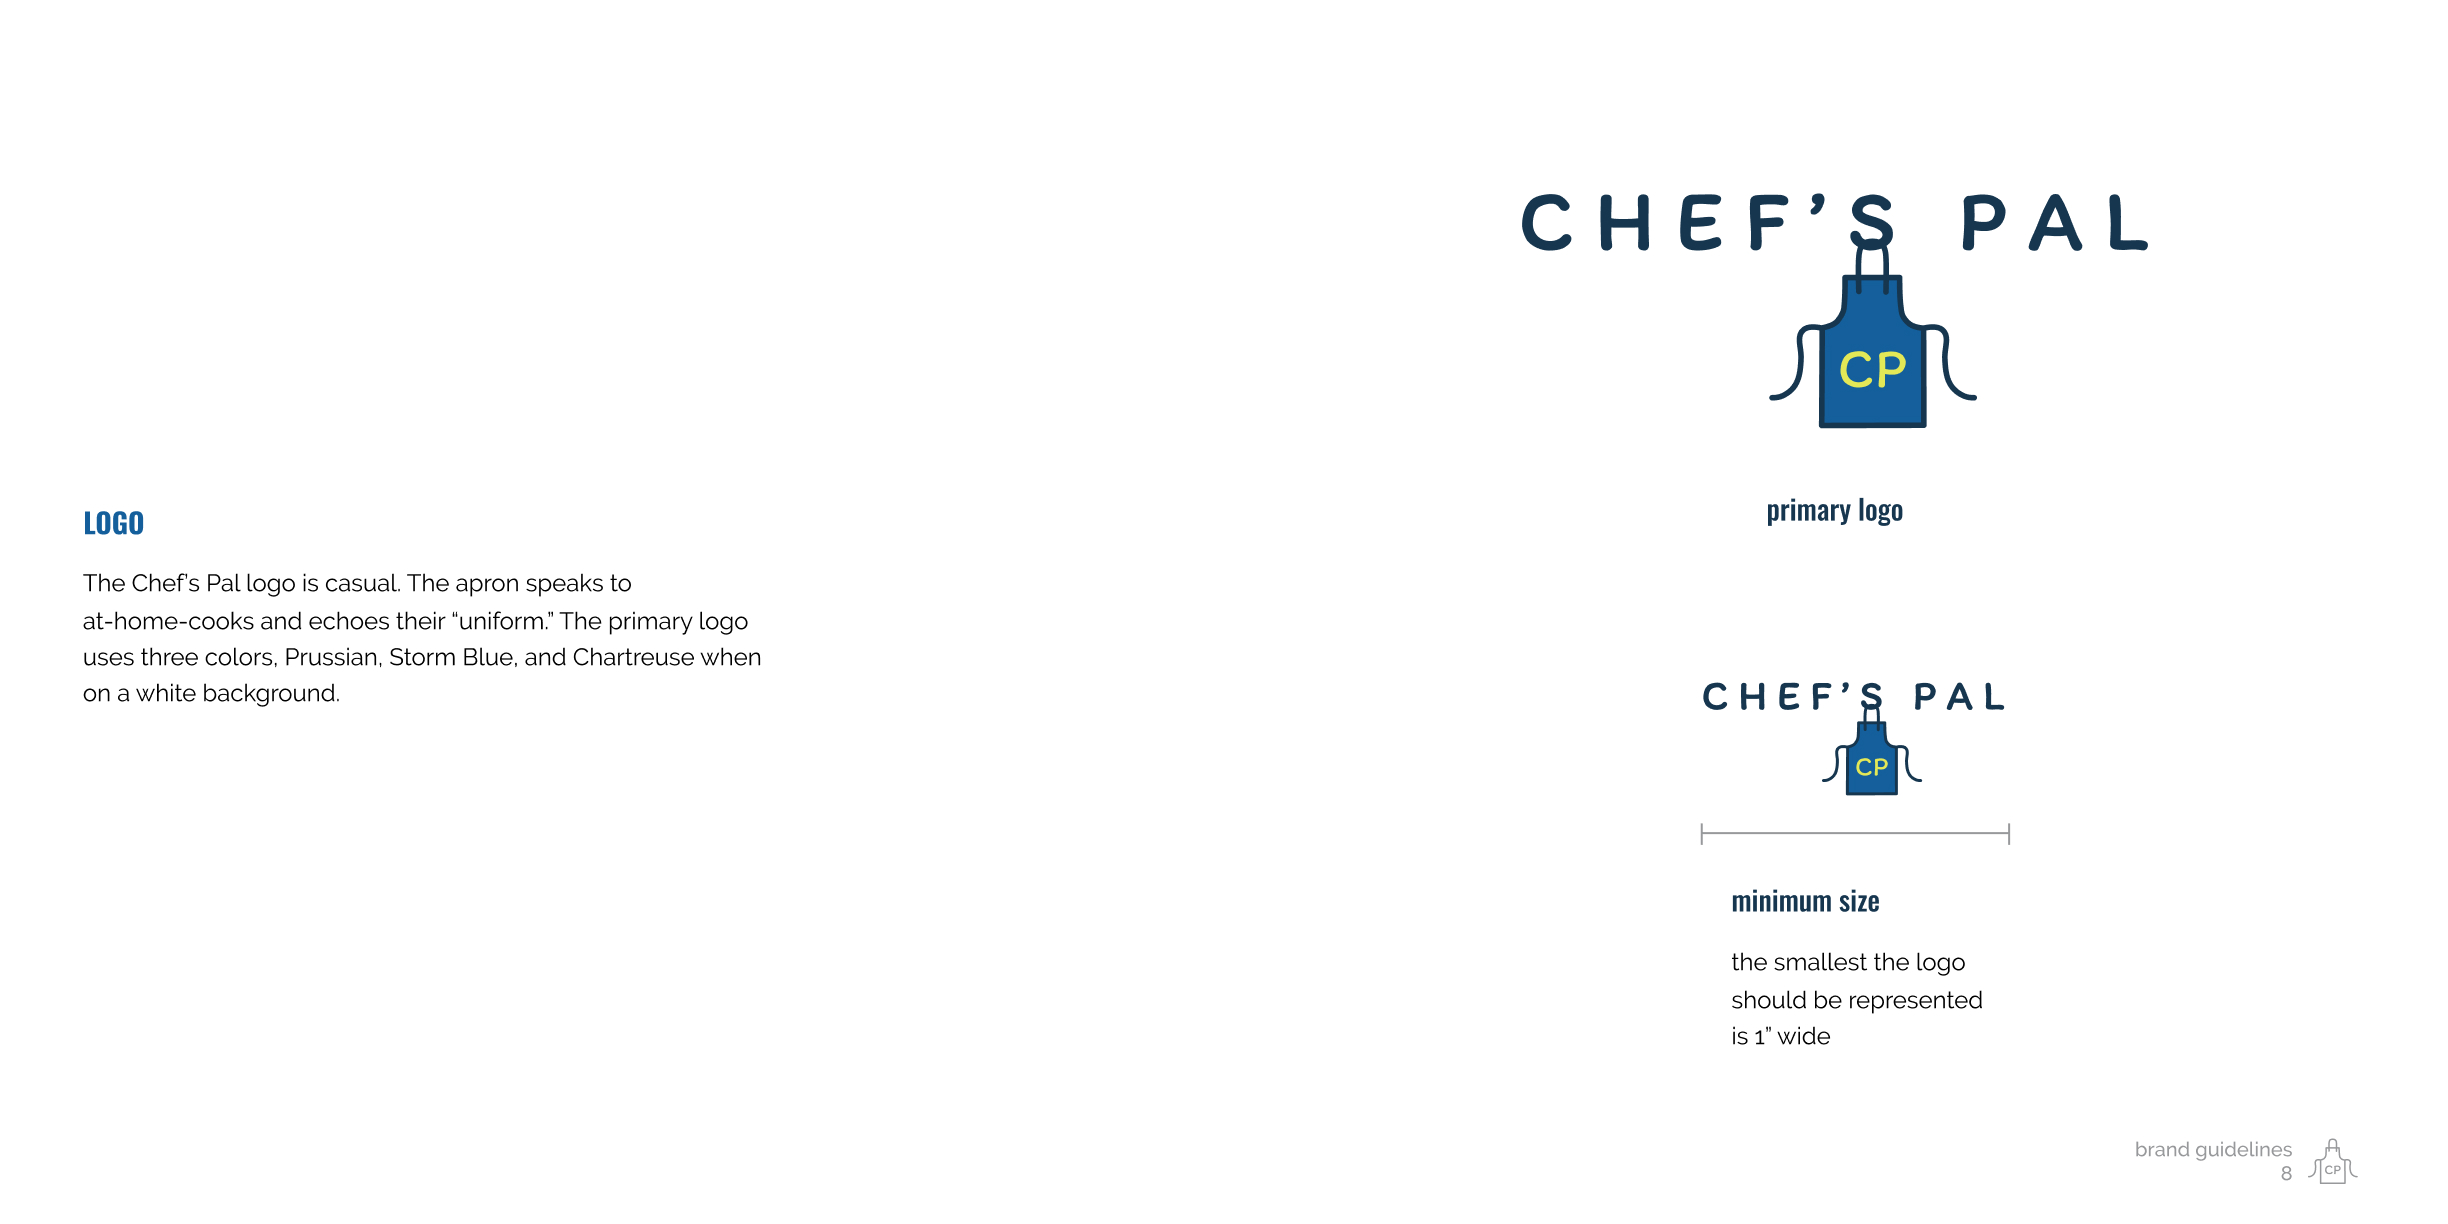 LOGO
The Chef’s Pal logo is casual. The apron speaks to
at-home-cooks and echoes their “uniform.” The primary logo
uses three colors, Prussian, Storm Blue, and Chartreuse when
on a white background.
CHEF’S PAL
CP
primary logo
CHEF’S PAL
CP
minimum size
the smallest the logo
should be represented
is 1” wide
brand guidelines
8
CP